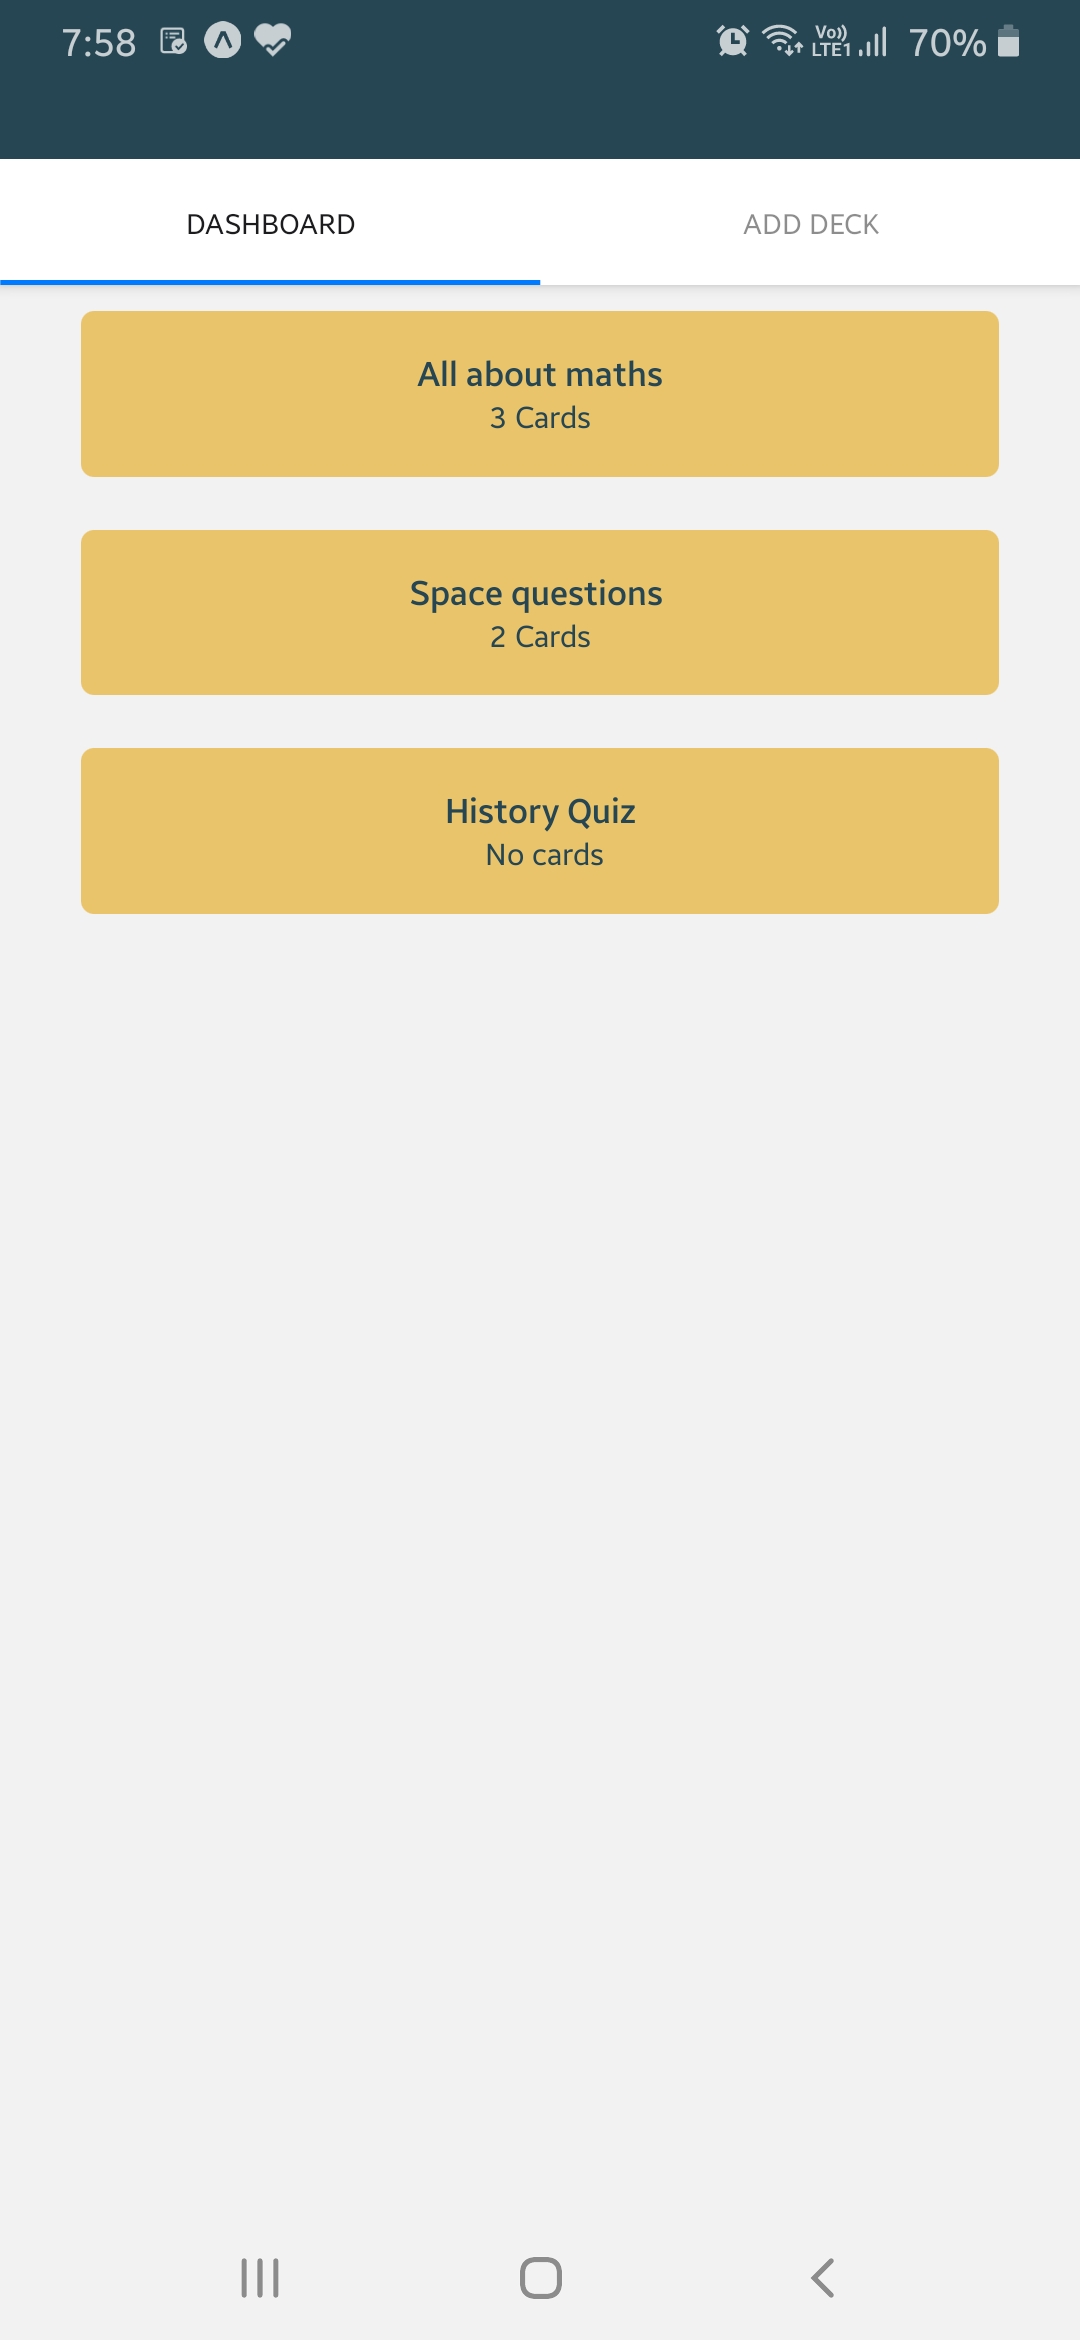 7:58
Vo))
LTE1
70%
DASHBOARD
ADD DECK
All about maths
3 Cards
Space questions
2 Cards
History Quiz
No cards